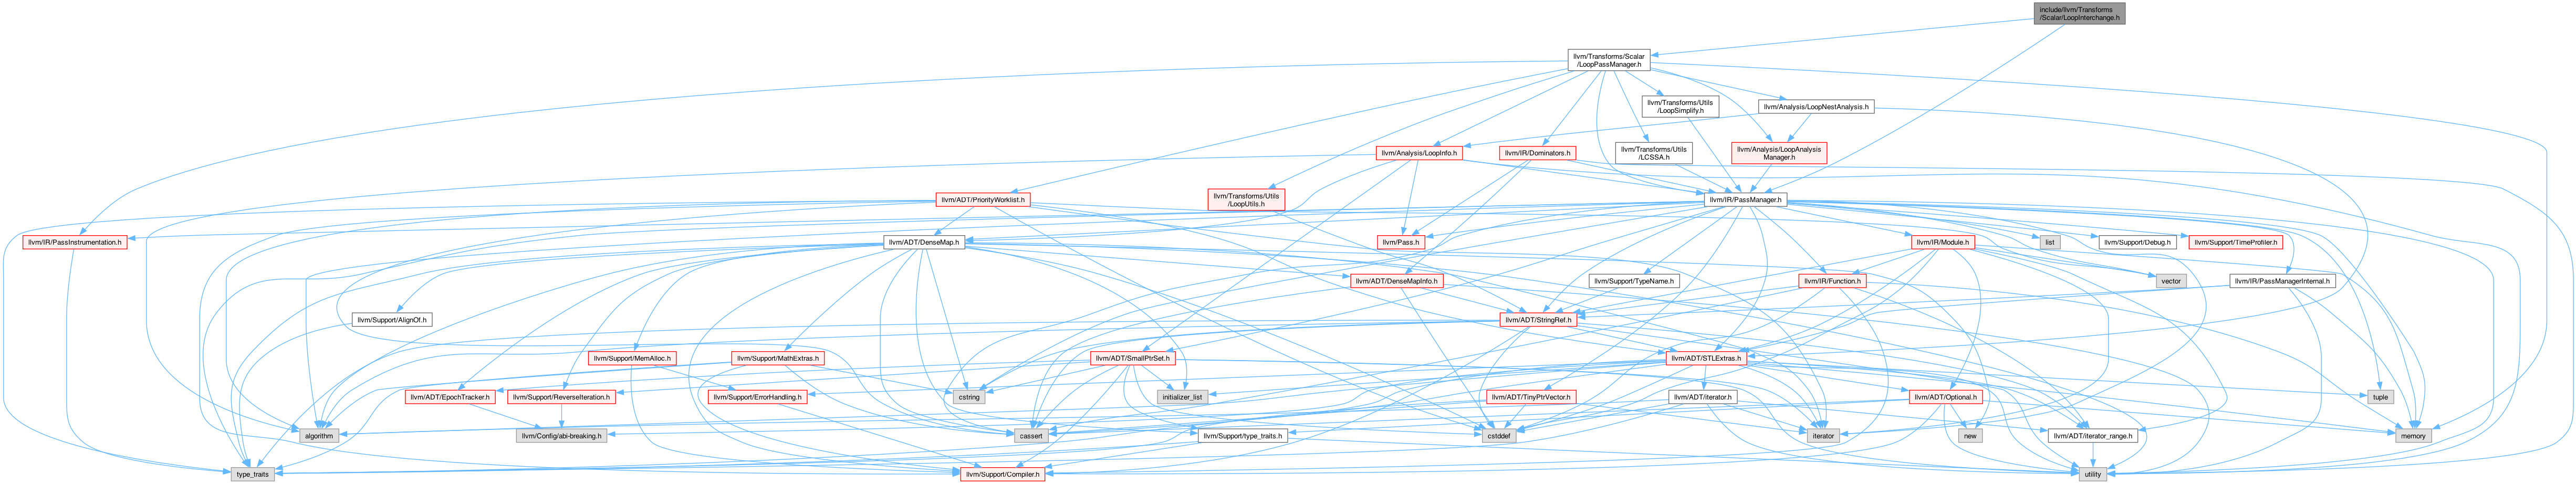 include/llvm/Transforms
/Scalar/LoopInterchange.h
llvm/Transforms/Scalar
/LoopPassManager.h
llvm/Transforms/Utils
/LoopSimplify.h
llvm/Analysis/LoopNestAnalysis.h
llvm/Analysis/LoopInfo.h
llvm/IR/Dominators.h
llvm/Transforms/Utils
/LCSSA.h
llvm/Analysis/LoopAnalysis
Manager.h
llvm/ADT/PriorityWorklist.h
llvm/Transforms/Utils
/LoopUtils.h
llvm/IR/PassManager.h
llvm/IR/PassInstrumentation.h
llvm/ADT/DenseMap.h
llvm/Pass.h
llvm/IR/Module.h
list
llvm/Support/Debug.h
llvm/Support/TimeProfiler.h
llvm/ADT/DenseMapInfo.h
llvm/Support/TypeName.h
llvm/IR/Function.h
vector
llvm/IR/PassManagerInternal.h
llvm/Support/AlignOf.h
llvm/ADT/StringRef.h
llvm/Support/MemAlloc.h
llvm/Support/MathExtras.h
llvm/ADT/SmallPtrSet.h
llvm/ADT/STLExtras.h
llvm/ADT/EpochTracker.h
llvm/Support/ReverseIteration.h
llvm/Support/ErrorHandling.h
cstring
initializer_list
llvm/ADT/TinyPtrVector.h
llvm/ADT/iterator.h
llvm/ADT/Optional.h
tuple
algorithm
llvm/Config/abi-breaking.h
cassert
llvm/Support/type_traits.h
cstddef
iterator
new
llvm/ADT/iterator_range.h
memory
type_traits
llvm/Support/Compiler.h
utility